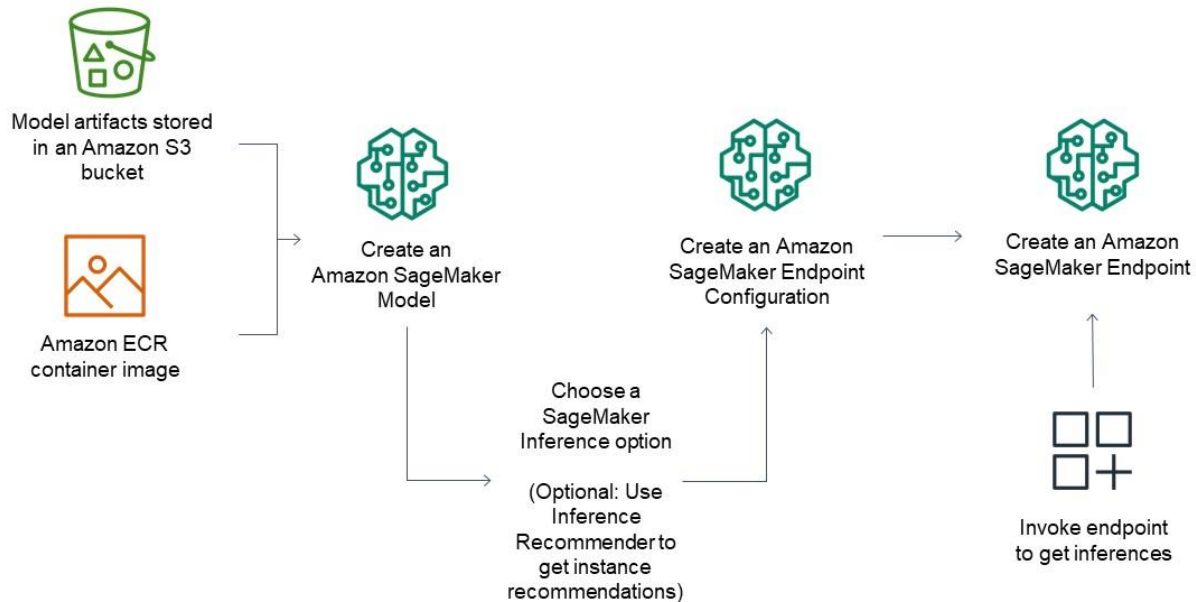 Model artifacts stored
in an Amazon S3
bucket
Amazon ECR
container image
Create an
Amazon SageMaker
Model
Choose a
SageMaker
Inference option
(Optional: Use
Inference
Recommender to
get instance
recommendations)
Create an Amazon
SageMaker Endpoint
Configuration
Create an Amazon
SageMaker Endpoint
Invoke endpoint
to get inferences